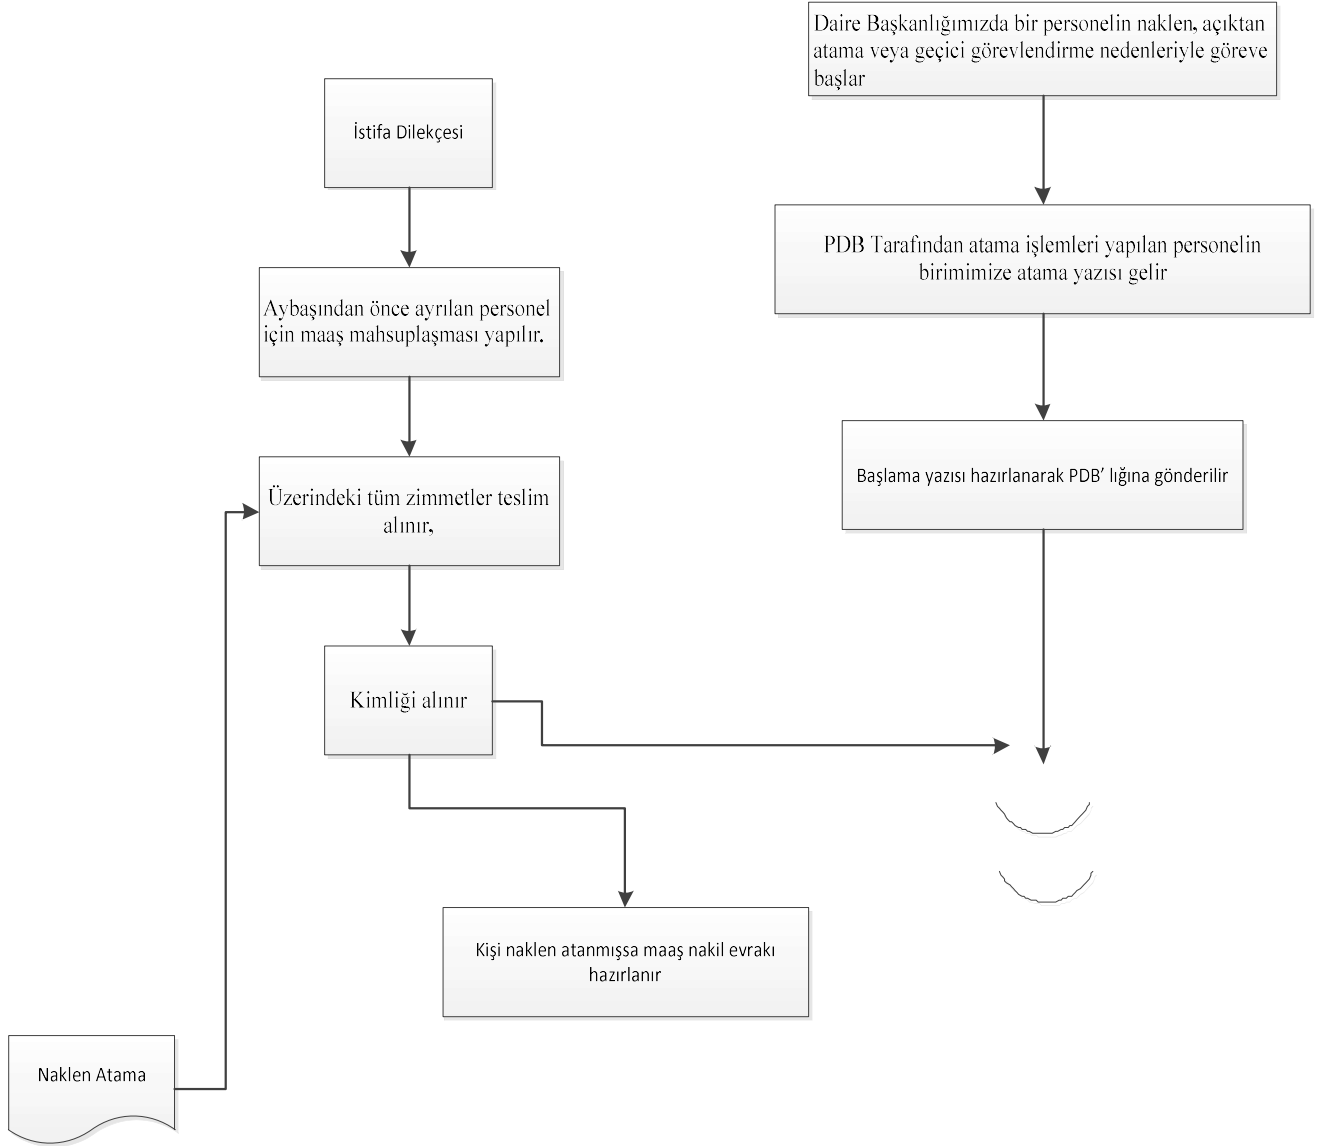 Daire Başkanlığımızda bir personelin naklen, açıktan
atama veya geçici görevlendirme nedenleriyle göreve
başlar
İstifa Dilekçesi
PDB Tarafından atama işlemleri yapılan personelin
birimimize atama yazısı gelir
Aybaşından önce ayrılan personel
için maaş mahsuplaşması yapılır.
Başlama yazısı hazırlanarak PDB’ lığına gönderilir
Üzerindeki tüm zimmetler teslim
alınır,
Kimliği alınır
Kişi naklen atanmışsa maaş nakil evrakı
hazırlanır
Naklen Atama